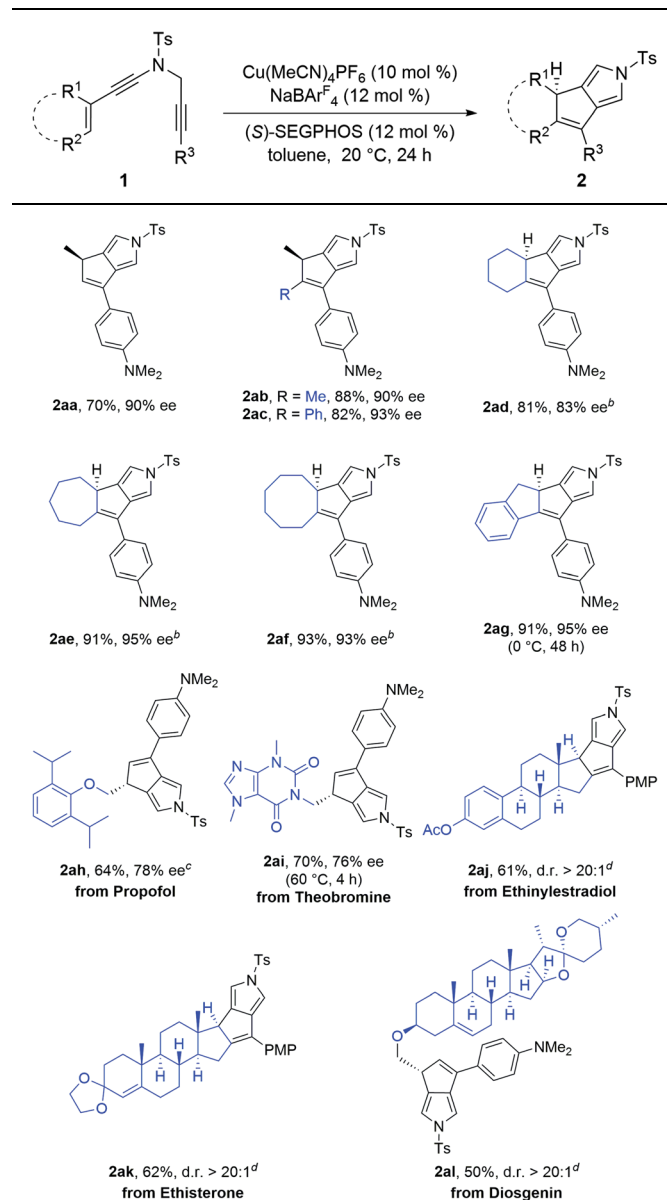 Ts
N
R¹
R²
R³
1
Cu(MeCN)₄PF₆ (10 mol %)
NaBArF₄ (12 mol %)
(S)-SEGPHOS (12 mol %)
toluene, 20 °C, 24 h
R¹ H
N Ts
R²
R³
2
N Ts
NMe₂
2aa, 70%, 90% ee
N Ts
R
NMe₂
2ab, R = Me, 88%, 90% ee
2ac, R = Ph, 82%, 93% ee
H
N Ts
NMe₂
2ad, 81%, 83% eeᵇ
H
N Ts
NMe₂
2ae, 91%, 95% eeᵇ
H
N Ts
NMe₂
2af, 93%, 93% eeᵇ
H
N Ts
NMe₂
2ag, 91%, 95% ee
(0 °C, 48 h)
NMe₂
O
N Ts
2ah, 64%, 78% eeᶜ
from Propofol
NMe₂
N N O
N N
O
N Ts
2ai, 70%, 76% ee
(60 °C, 4 h)
from Theobromine
Ts
N
H
H
H H
PMP
AcO
2aj, 61%, d.r. > 20:1ᵈ
from Ethinylestradiol
Ts
N
H
H
H H
PMP
O
O
2ak, 62%, d.r. > 20:1ᵈ
from Ethisterone
O
H H O
H
H H
O
NMe₂
N
Ts
2al, 50%, d.r. > 20:1ᵈ
from Diosgenin